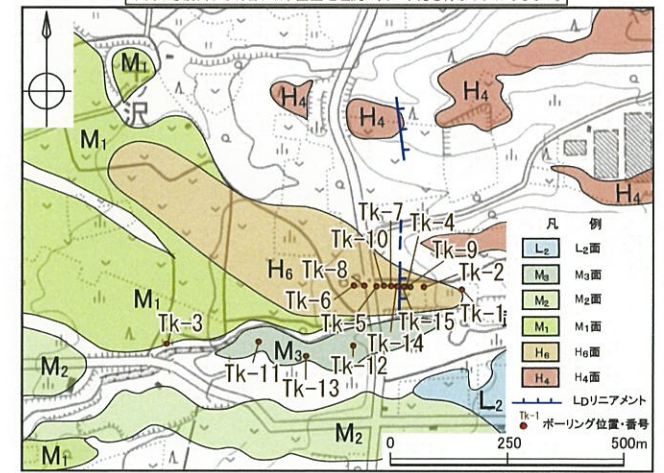 M₁
沢
M₁
H₄
H₄
H₄
H₄
Tk-7
Tk-4
Tk-10
Tk-9
H₆
Tk-8
Tk-2
Tk-6
M₁
Tk-1
Tk-5
Tk-15
Tk-3
Tk-14
M₃
Tk-12
Tk-11
Tk-13
M₂
L₂
M₂
M₁
凡 例
L₂ L₂面
M₃ M₃面
M₂ M₂面
M₁ M₁面
H₆ H₆面
H₄ H₄面
LDリニアメント
Tk-1 ボーリング位置・番号
0 250 500m